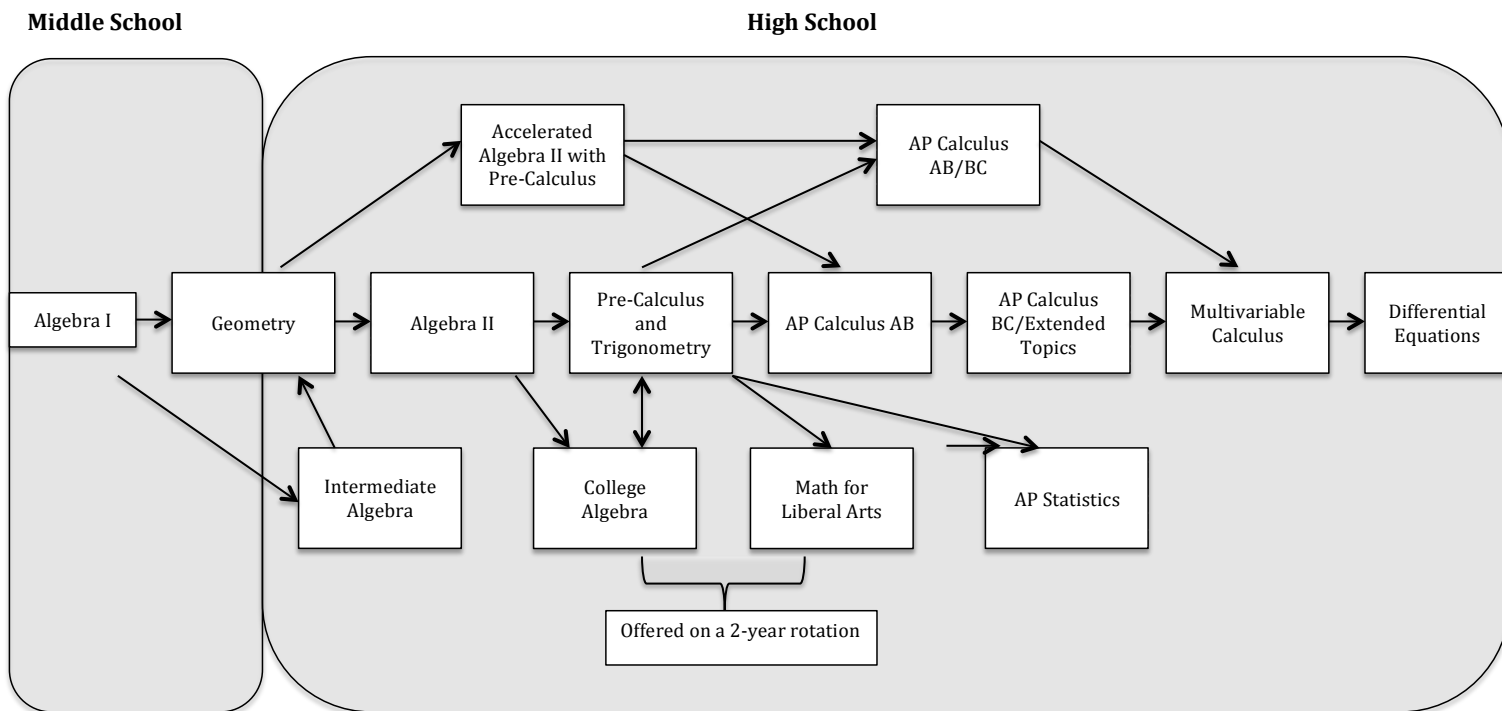 Middle School
High School
Accelerated
Algebra II with
Pre-Calculus
AP Calculus
AB/BC
Algebra I
Geometry
Algebra II
Pre-Calculus
and
Trigonometry
AP Calculus AB
AP Calculus
BC/Extended
Topics
Multivariable
Calculus
Differential
Equations
Intermediate
Algebra
College
Algebra
Math for
Liberal Arts
AP Statistics
Offered on a 2-year rotation